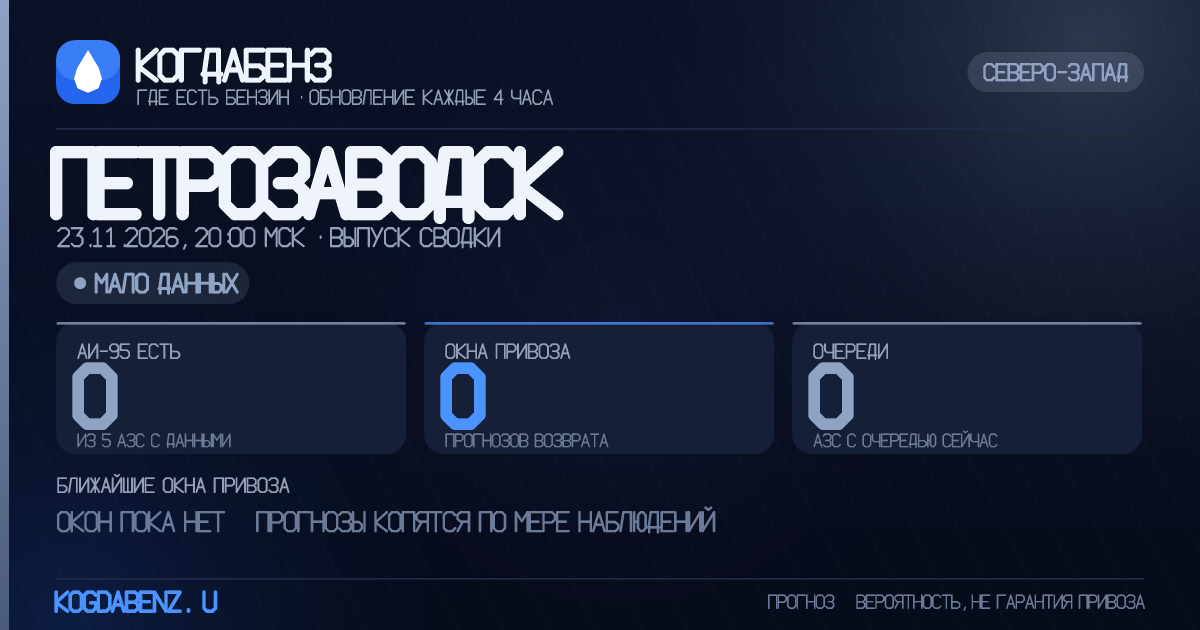 КОГДАБЕНЗ
ГДЕ ЕСТЬ БЕНЗИН · ОБНОВЛЕНИЕ КАЖДЫЕ 4 ЧАСА
СЕВЕРО-ЗАПАД
ПЕТРОЗАВОДСК
23.11 2026, 20:00 МСК · ВЫПУСК СВОДКИ
МАЛО ДАННЫХ
АИ-95 ЕСТЬ
0
ИЗ 5 АЗС С ДАННЫМИ
ОКНА ПРИВОЗА
0
ПРОГНОЗОВ ВОЗВРАТА
ОЧЕРЕДИ
0
АЗС С ОЧЕРЕДЬЮ СЕЙЧАС
БЛИЖАЙШИЕ ОКНА ПРИВОЗА
ОКОН ПОКА НЕТ ПРОГНОЗЫ КОПЯТСЯ ПО МЕРЕ НАБЛЮДЕНИЙ
KOGDABENZ. U
ПРОГНОЗ ВЕРОЯТНОСТЬ, НЕ ГАРАНТИЯ ПРИВОЗА